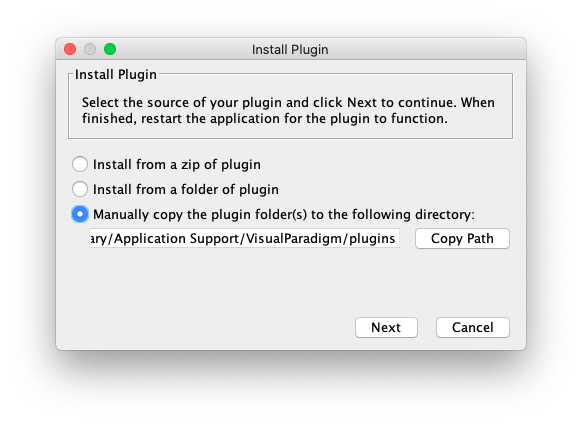 Install Plugin
Install Plugin
Select the source of your plugin and click Next to continue. When
finished, restart the application for the plugin to function.
Install from a zip of plugin
Install from a folder of plugin
Manually copy the plugin folder(s) to the following directory:
ary/Application Support/VisualParadigm/plugins Copy Path
Next Cancel